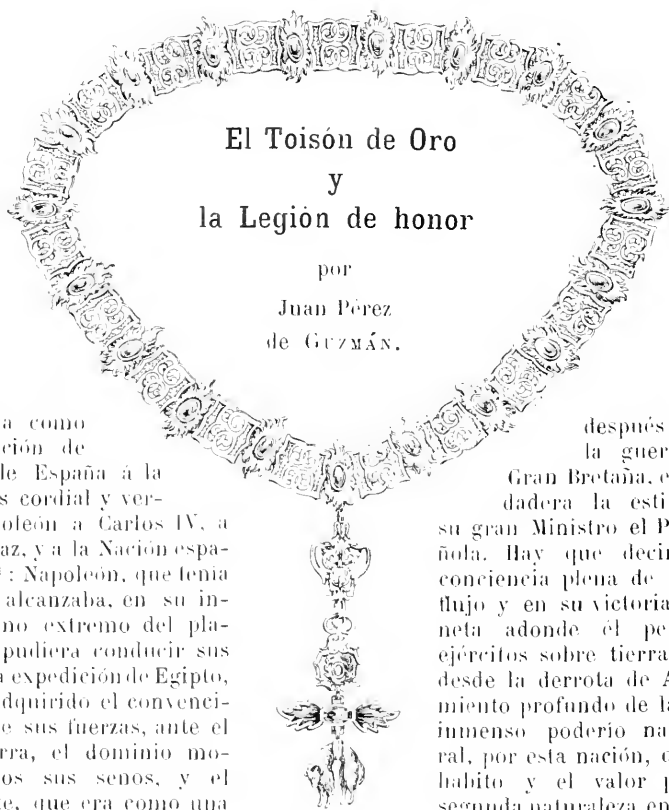 El Toisón de Oro
y
la Legión de honor
por
Juan Pérez
de GUZMÁN.
a como después
ción de la guer
le España á la Gran Bretaña, e
s cordial y ver- dadera la esti
poleón a Carlos IV, a su gran Ministro el P
az, y a la Nación espa- ñola. Hay que decir
: Napoleón, que tenía conciencia plena de
alcanzaba, en su in- flujo y en su victoria
no extremo del pla- neta adonde él pe
pudiera conducir sus ejércitos sobre tierra
a expedición de Egipto, desde la derrota de A
dquirido el convenci- miento profundo de la
e sus fuerzas, ante el inmenso poderío na
rra, el dominio mo- ral, por esta nación, d
os sus senos, y el habito y el valor p
te, que era como una segunda naturaleza en